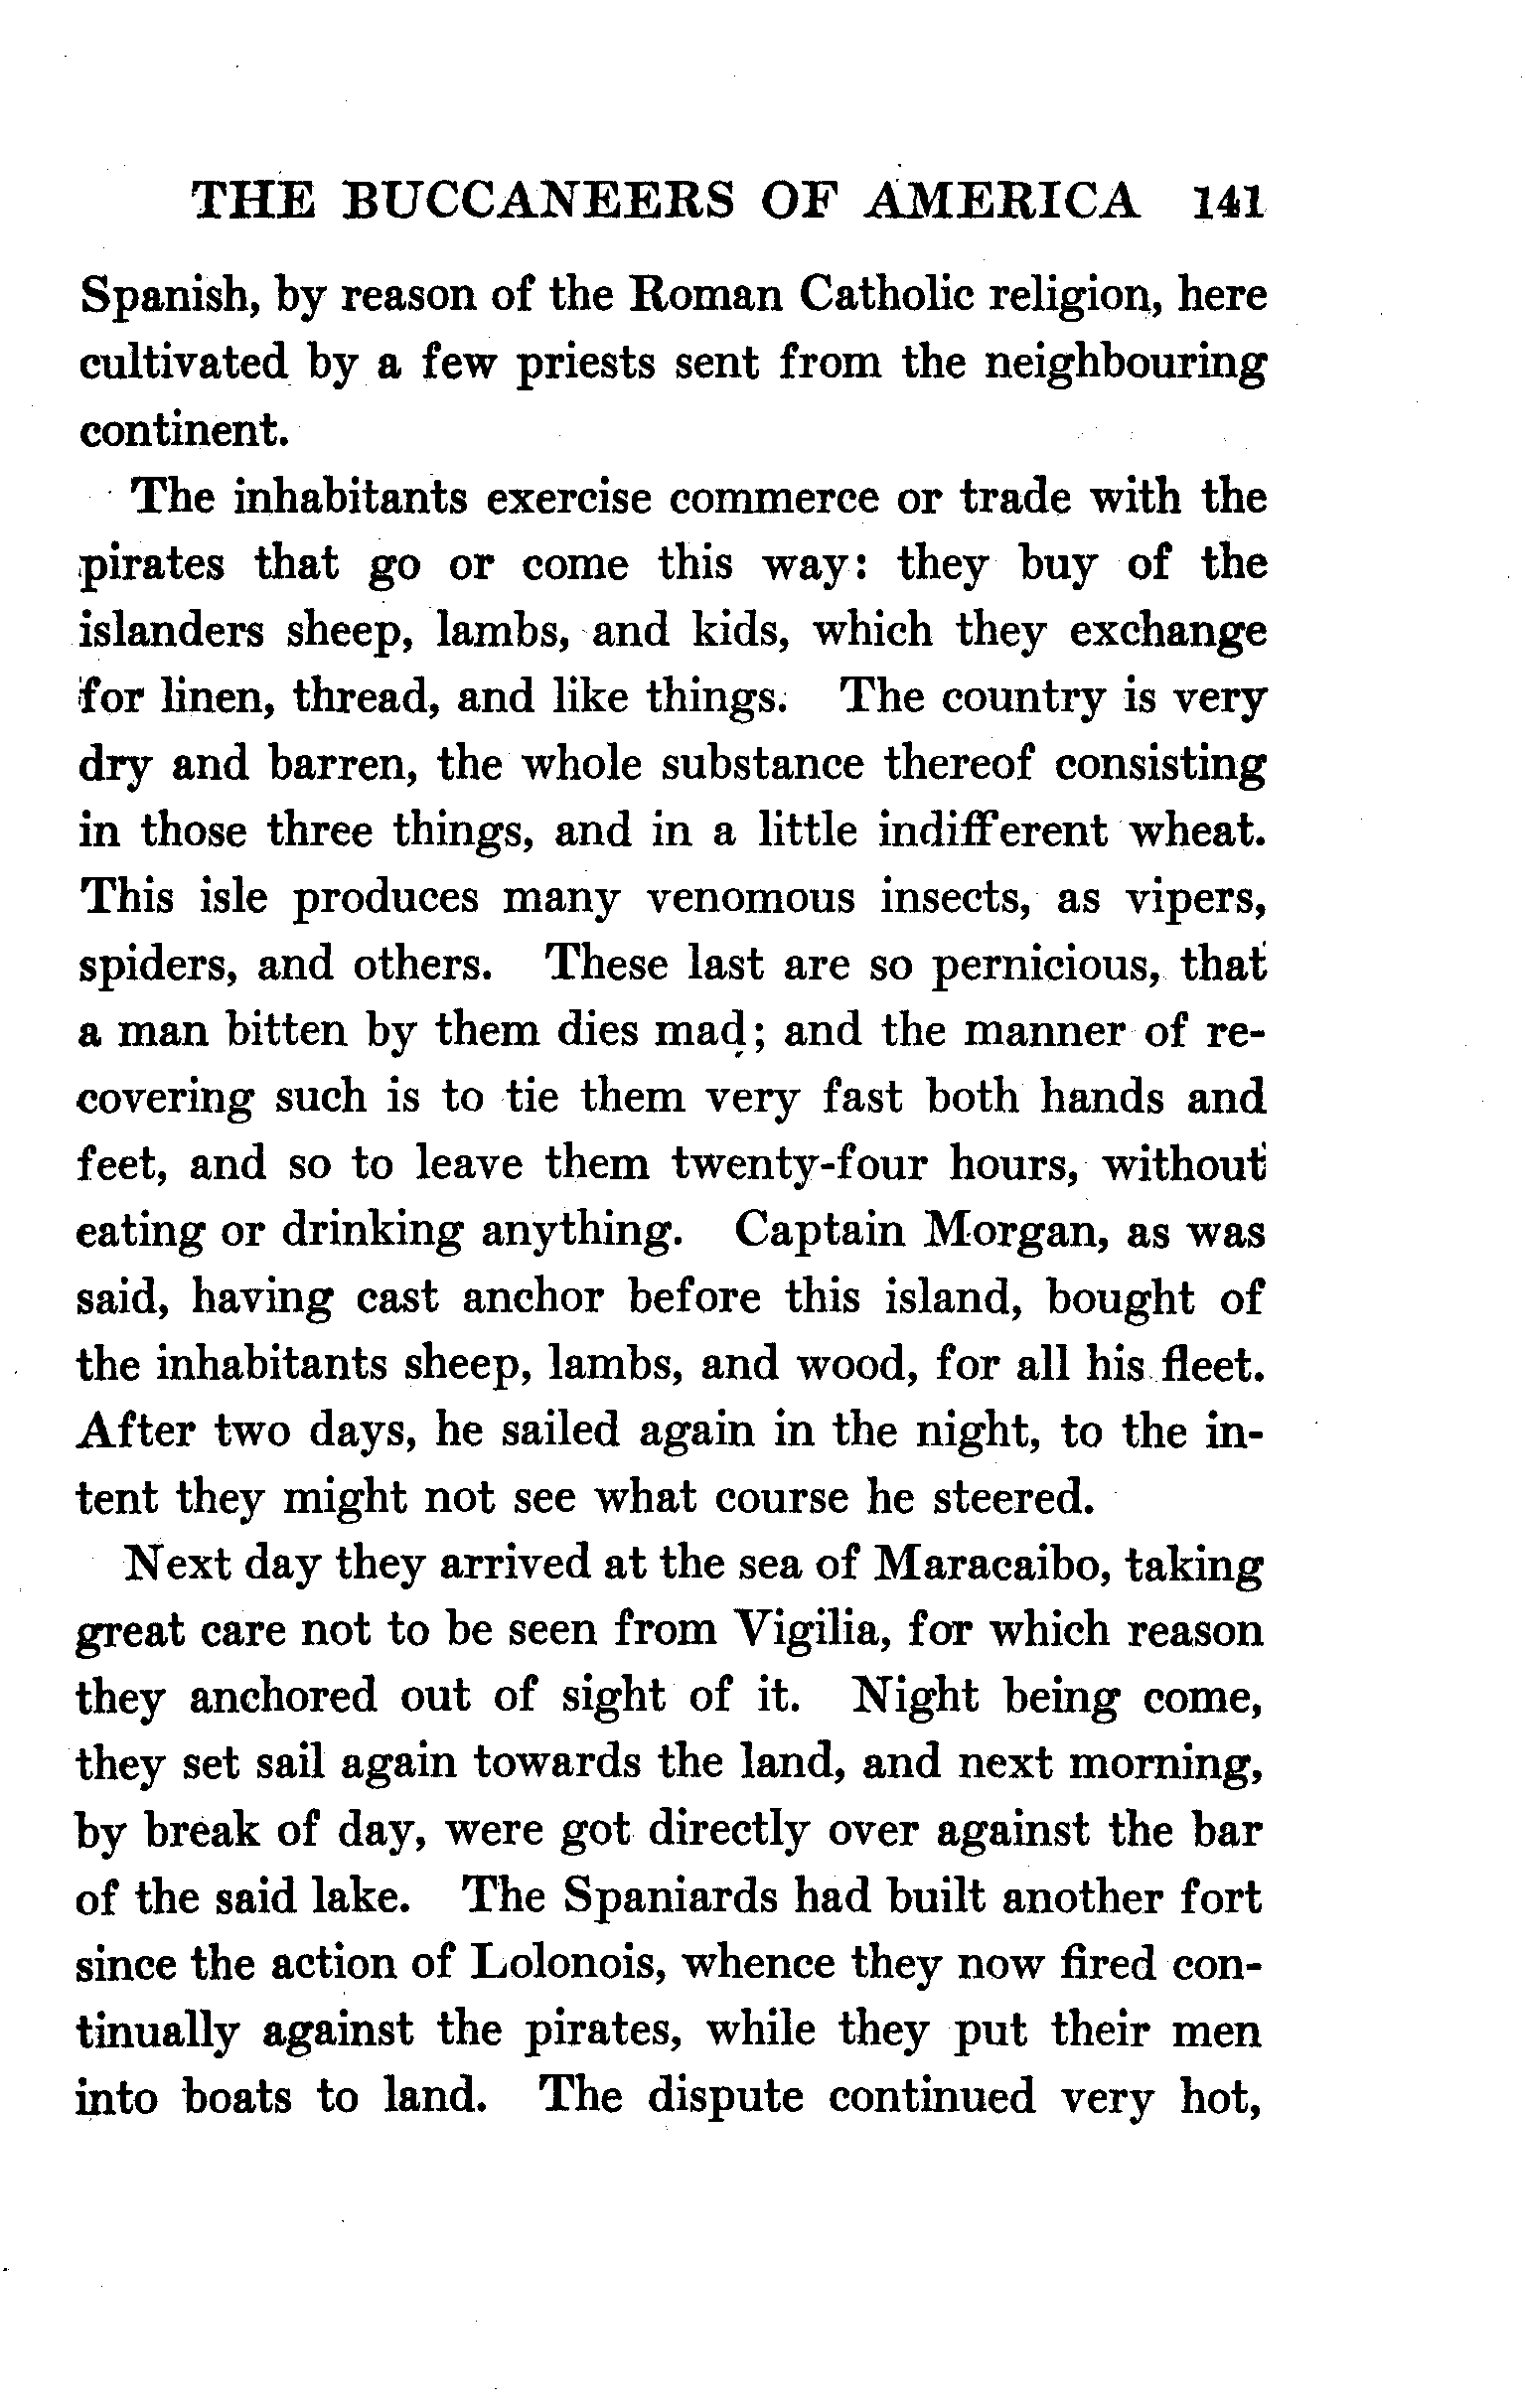 THE BUCCANEERS OF AMERICA 141
Spanish, by reason of the Roman Catholic religion, here
cultivated by a few priests sent from the neighbouring
continent.
The inhabitants exercise commerce or trade with the
pirates that go or come this way: they buy of the
islanders sheep, lambs, and kids, which they exchange
for linen, thread, and like things. The country is very
dry and barren, the whole substance thereof consisting
in those three things, and in a little indifferent wheat.
This isle produces many venomous insects, as vipers,
spiders, and others. These last are so pernicious, that
a man bitten by them dies mad; and the manner of re-
covering such is to tie them very fast both hands and
feet, and so to leave them twenty-four hours, without
eating or drinking anything. Captain Morgan, as was
said, having cast anchor before this island, bought of
the inhabitants sheep, lambs, and wood, for all his fleet.
After two days, he sailed again in the night, to the in-
tent they might not see what course he steered.
Next day they arrived at the sea of Maracaibo, taking
great care not to be seen from Vigilia, for which reason
they anchored out of sight of it. Night being come,
they set sail again towards the land, and next morning,
by break of day, were got directly over against the bar
of the said lake. The Spaniards had built another fort
since the action of Lolonois, whence they now fired con-
tinually against the pirates, while they put their men
into boats to land. The dispute continued very hot,